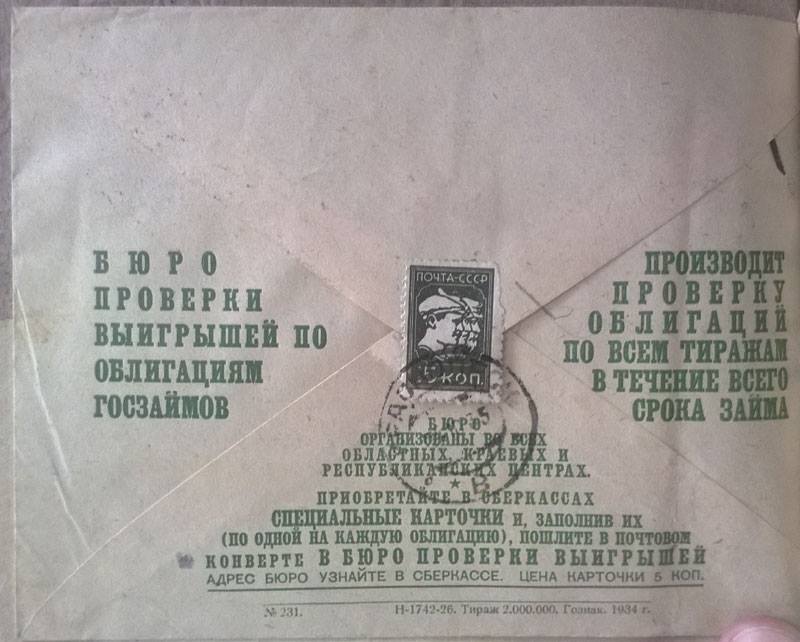 БЮРО
ПРОВЕРКИ
ВЫИГРЫШЕЙ ПО
ОБЛИГАЦИЯМ
ГОСЗАЙМОВ
ПОЧТА-СССР
5 КОП.
ПРОИЗВОДИТ
ПРОВЕРКУ
ОБЛИГАЦИЙ
ПО ВСЕМ ТИРАЖАМ
В ТЕЧЕНИЕ ВСЕГО
СРОКА ЗАЙМА
БЮРО
ОРГАНИЗОВАНЫ ВО ВСЕХ
ОБЛАСТНЫХ, КРАЕВЫХ И
РЕСПУБЛИКАНСКИХ ЦЕНТРАХ.
ПРИОБРЕТАЙТЕ В СБЕРКАССАХ
СПЕЦИАЛЬНЫЕ КАРТОЧКИ И, ЗАПОЛНИВ ИХ
(ПО ОДНОЙ НА КАЖДУЮ ОБЛИГАЦИЮ), ПОШЛИТЕ В ПОЧТОВОМ
КОНВЕРТЕ В БЮРО ПРОВЕРКИ ВЫИГРЫШЕЙ
АДРЕС БЮРО УЗНАЙТЕ В СБЕРКАССЕ. ЦЕНА КАРТОЧКИ 5 КОП.
№ 231. Н-1742-26. Тираж 2.000.000. Гознак. 1934 г.